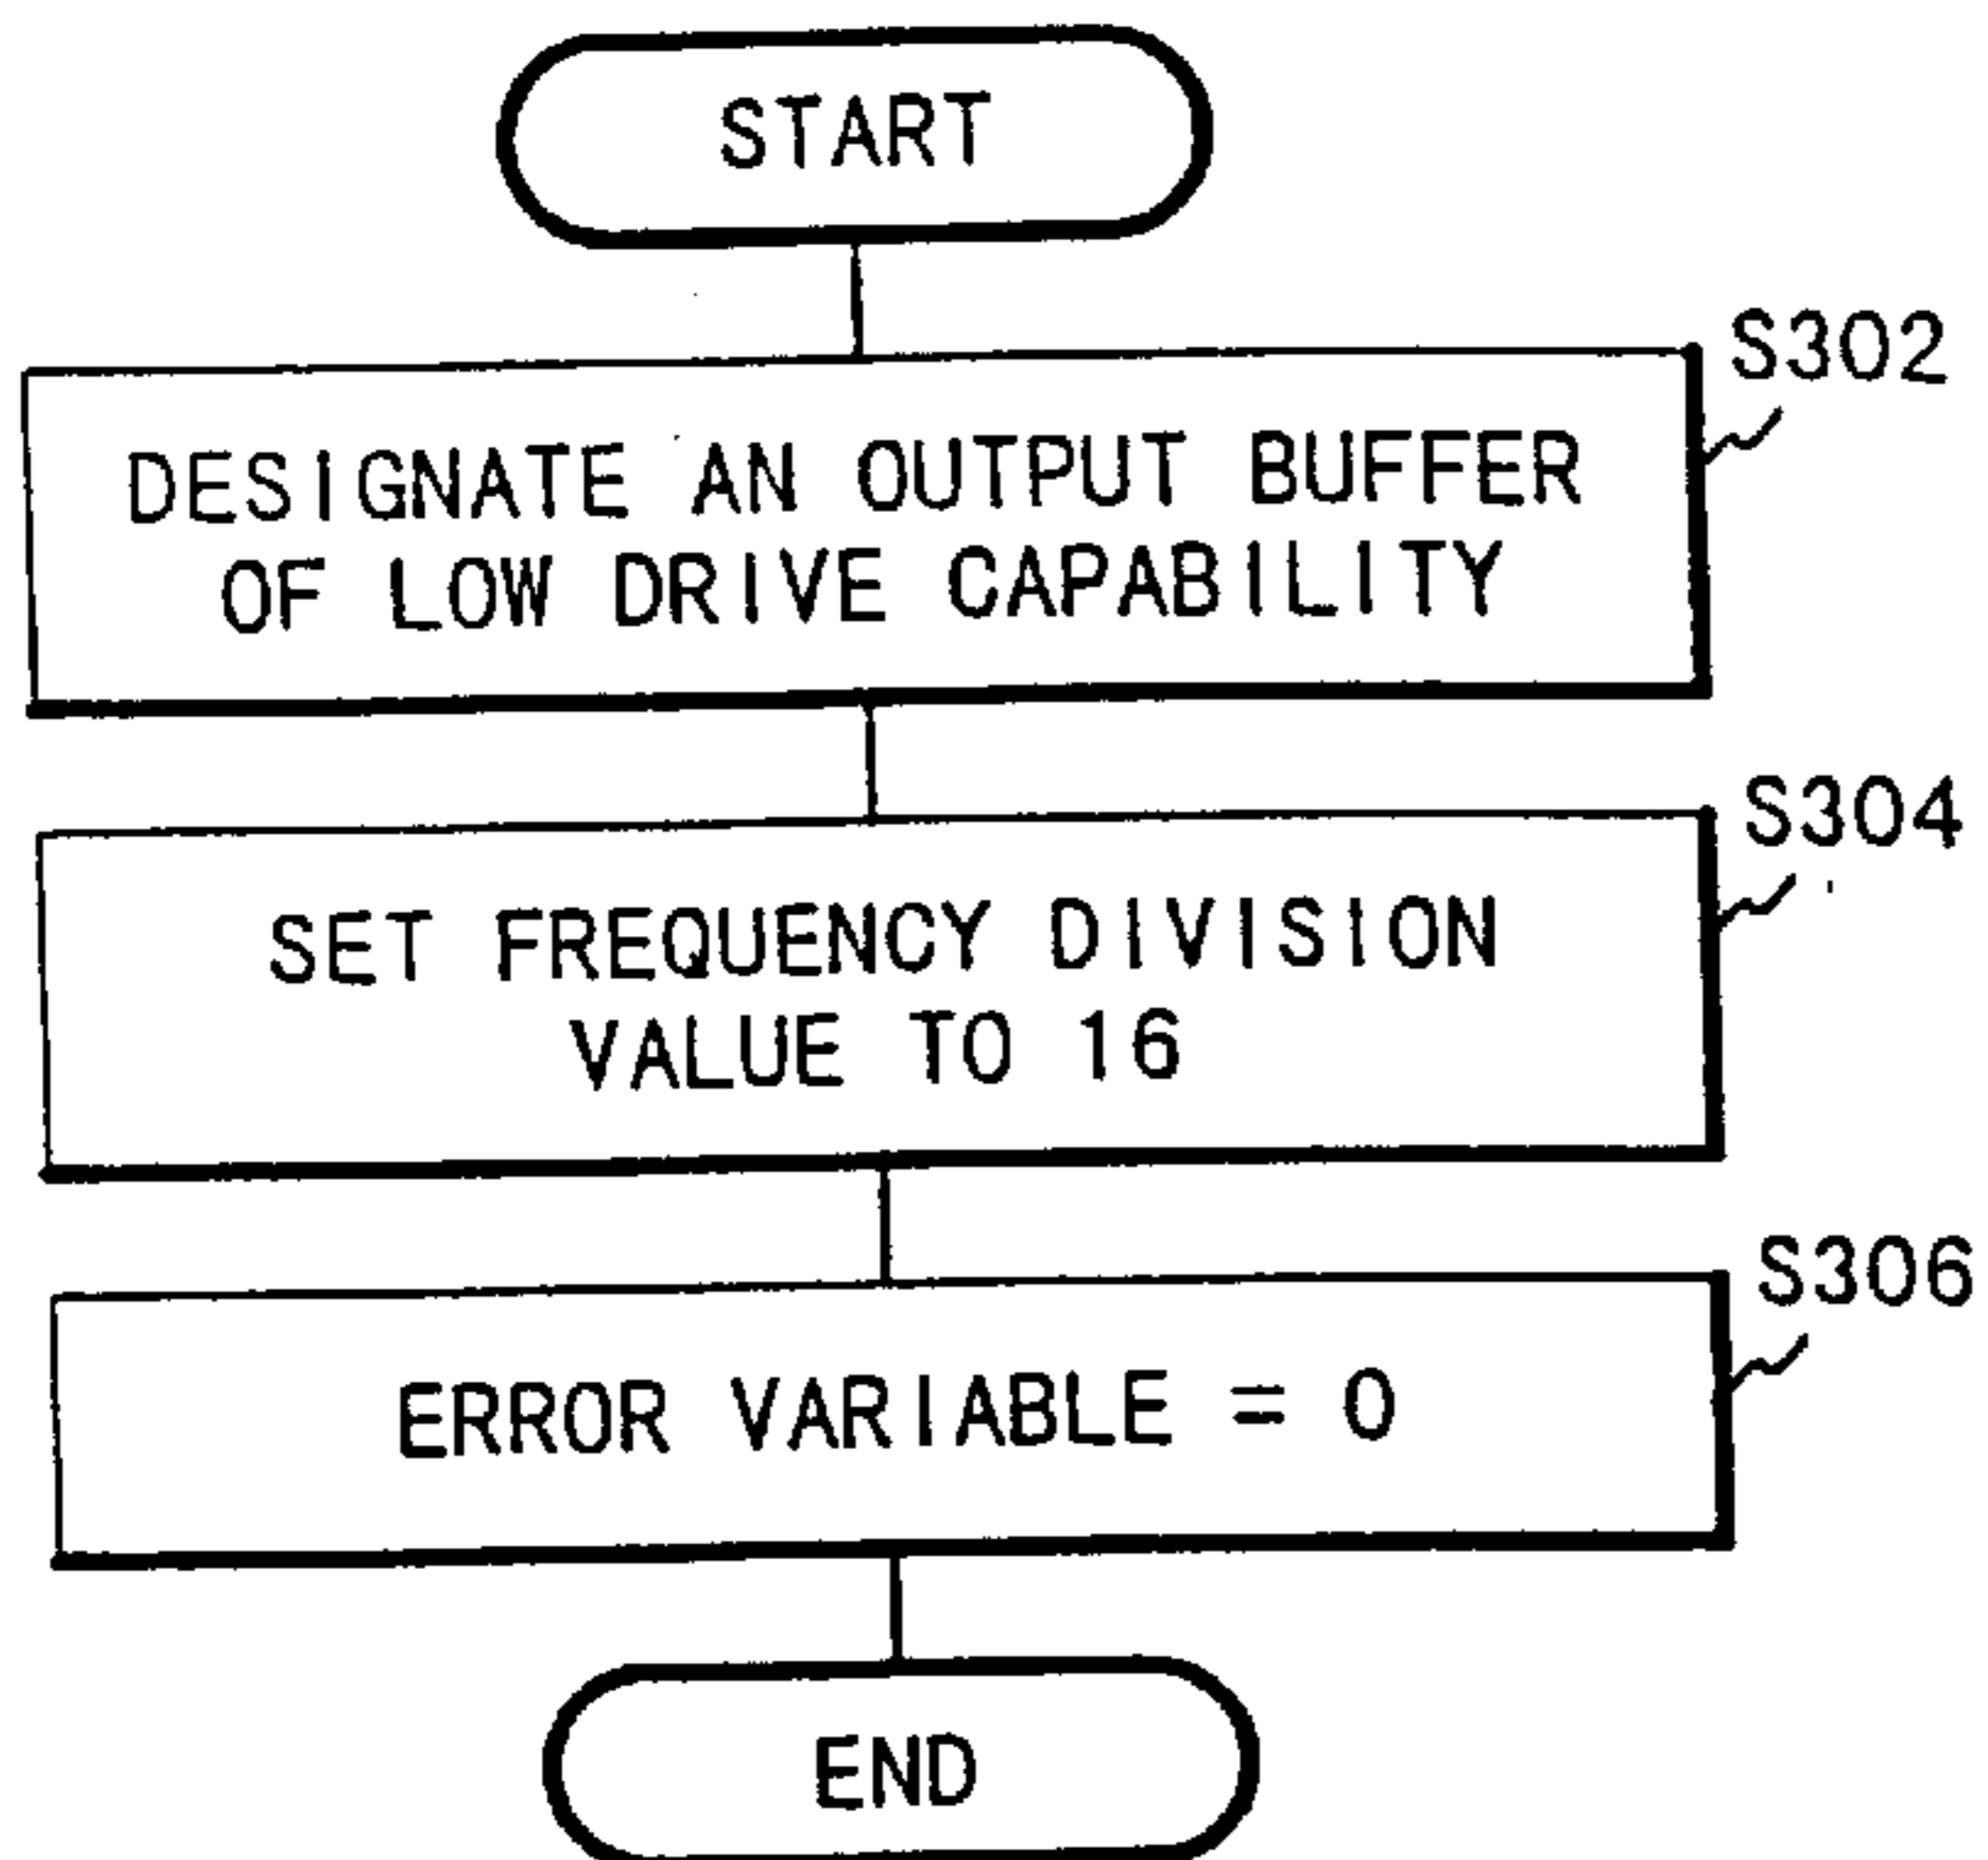 START
S302
DESIGNATE AN OUTPUT BUFFER
OF LOW DRIVE CAPABILITY
S304
SET FREQUENCY DIVISION
VALUE TO 16
S306
ERROR VARIABLE = 0
END